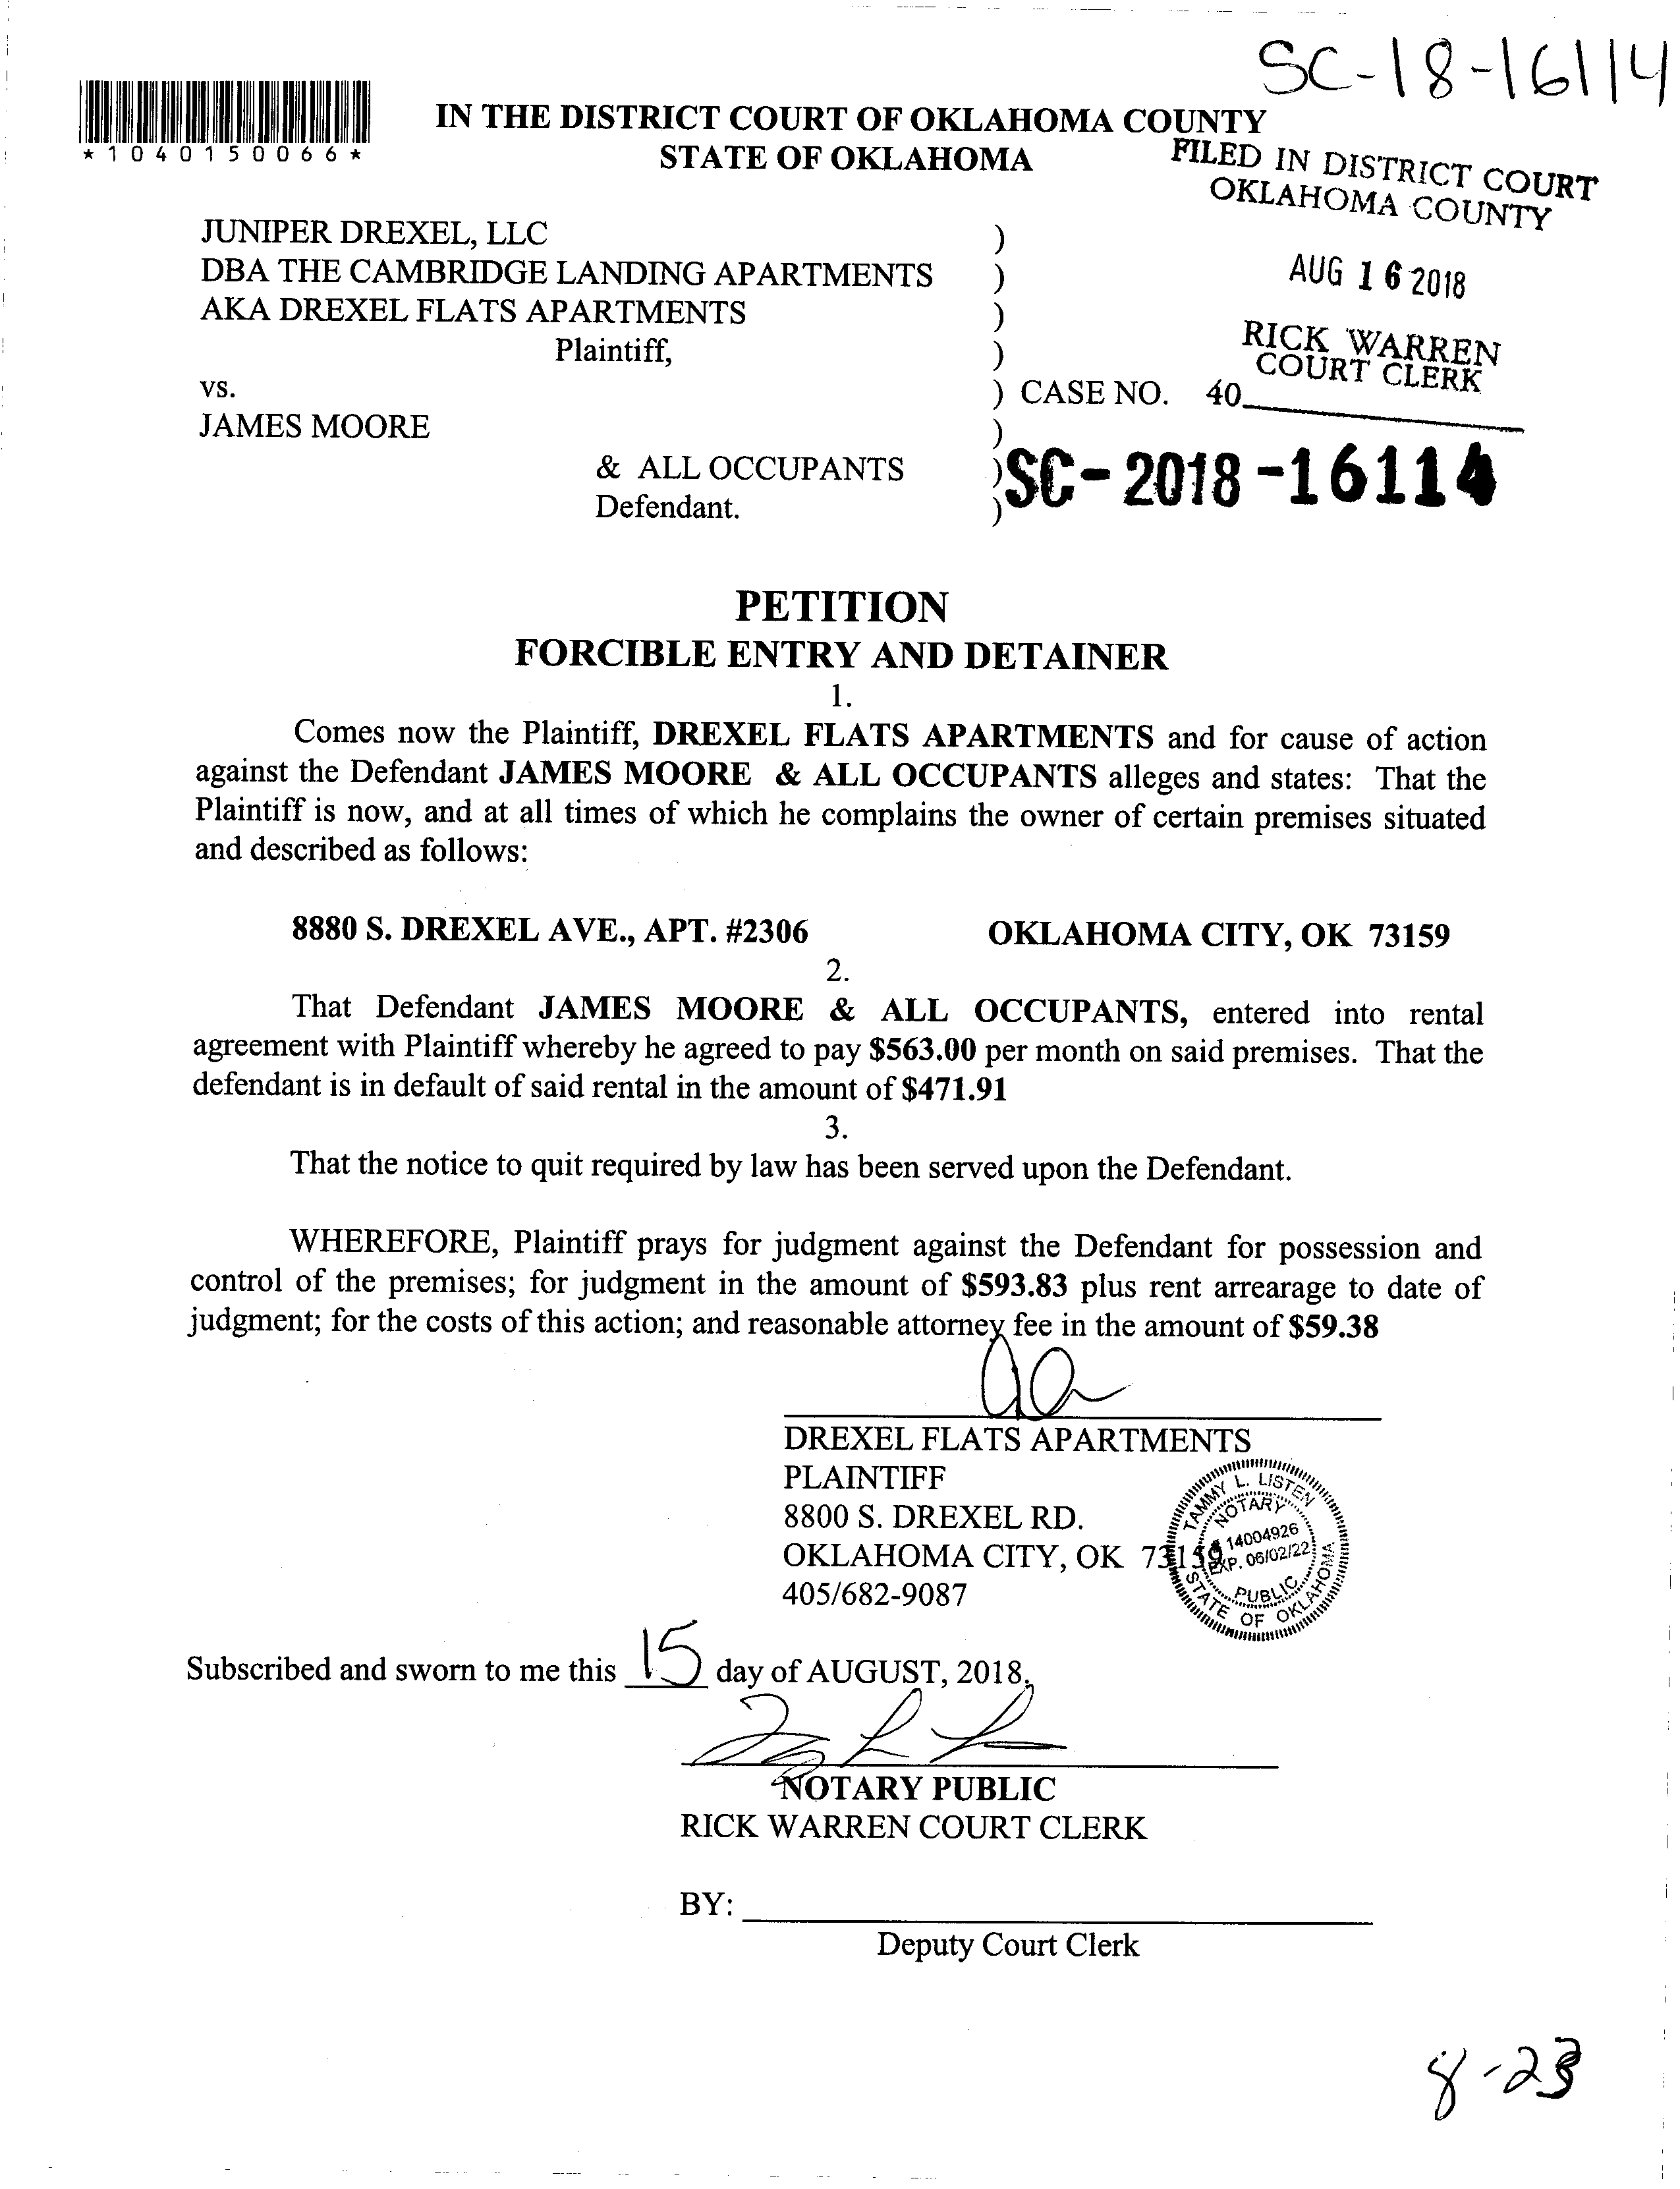 SC-18-16114
*1040150066*
IN THE DISTRICT COURT OF OKLAHOMA COUNTY
STATE OF OKLAHOMA
FILED IN DISTRICT COURT
OKLAHOMA COUNTY
AUG 16 2018
RICK WARREN
COURT CLERK
40
JUNIPER DREXEL, LLC )
DBA THE CAMBRIDGE LANDING APARTMENTS )
AKA DREXEL FLATS APARTMENTS )
Plaintiff, )
vs. ) CASE NO.
JAMES MOORE )
& ALL OCCUPANTS ) SC-2018-16114
Defendant. )
PETITION
FORCIBLE ENTRY AND DETAINER
1.
Comes now the Plaintiff, DREXEL FLATS APARTMENTS and for cause of action
against the Defendant JAMES MOORE & ALL OCCUPANTS alleges and states: That the
Plaintiff is now, and at all times of which he complains the owner of certain premises situated
and described as follows:
8880 S. DREXEL AVE., APT. #2306 OKLAHOMA CITY, OK 73159
2.
That Defendant JAMES MOORE & ALL OCCUPANTS, entered into rental
agreement with Plaintiff whereby he agreed to pay $563.00 per month on said premises. That the
defendant is in default of said rental in the amount of $471.91
3.
That the notice to quit required by law has been served upon the Defendant.
WHEREFORE, Plaintiff prays for judgment against the Defendant for possession and
control of the premises; for judgment in the amount of $593.83 plus rent arrearage to date of
judgment; for the costs of this action; and reasonable attorney fee in the amount of $59.38
DREXEL FLATS APARTMENTS
PLAINTIFF
8800 S. DREXEL RD.
OKLAHOMA CITY, OK 73159
405/682-9087
TAMMY L. LISTEN
NOTARY
# 14004926
EXP. 06/02/22
PUBLIC
STATE OF OKLAHOMA
Subscribed and sworn to me this 15 day of AUGUST, 2018.
NOTARY PUBLIC
RICK WARREN COURT CLERK
BY:
Deputy Court Clerk
8-23